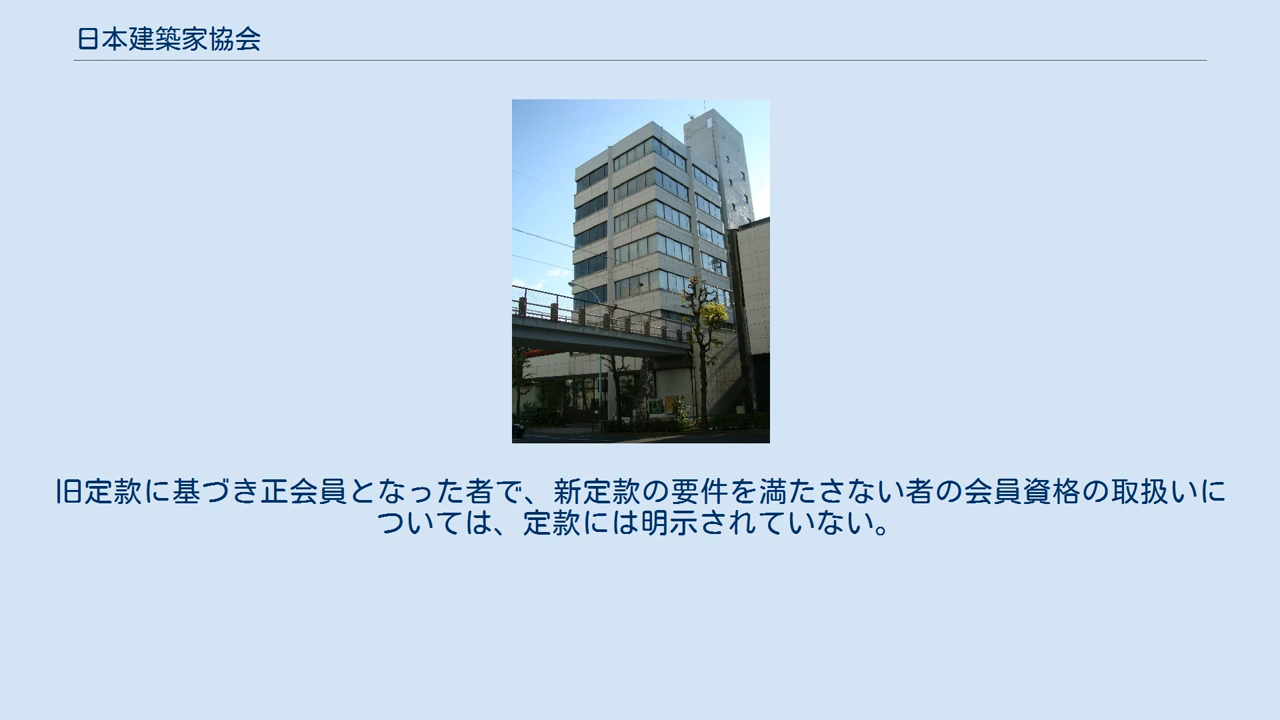 日本建築家協会
旧定款に基づき正会員となった者で、新定款の要件を満たさない者の会員資格の取扱いに
ついては、定款には明示されていない。